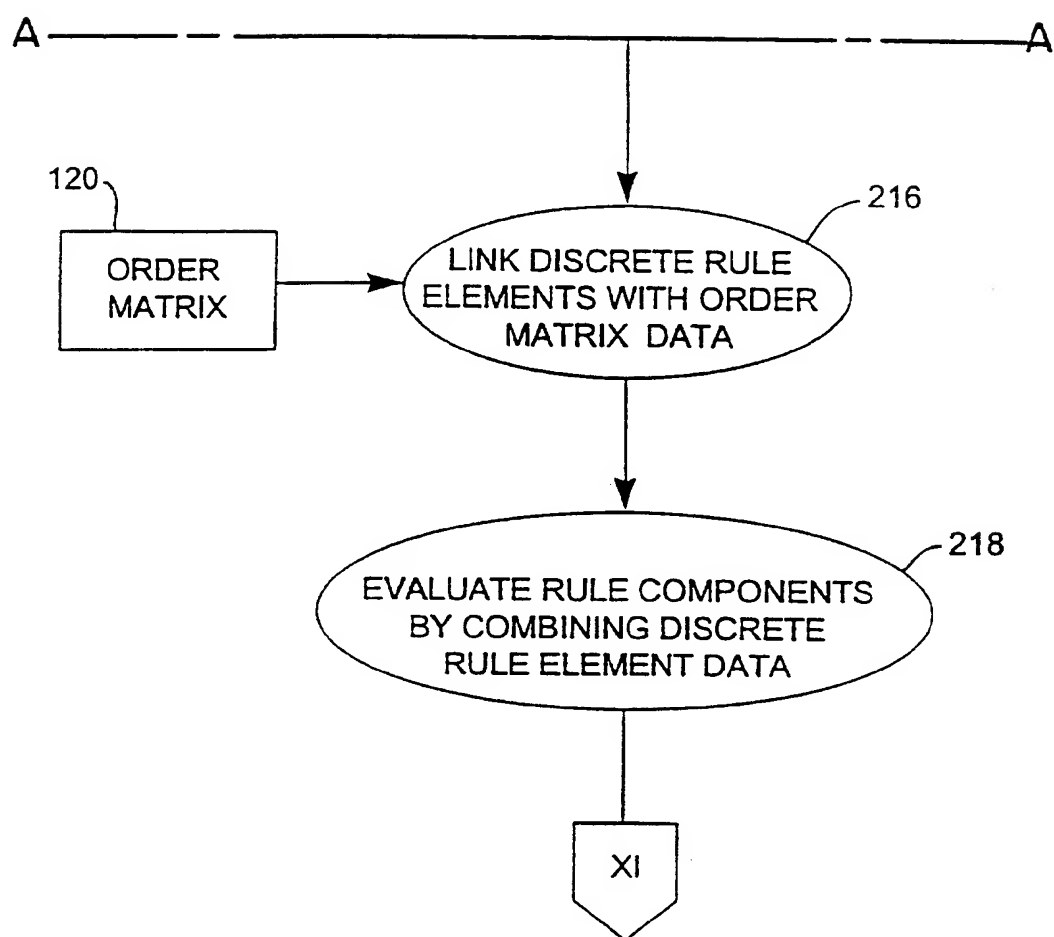 A A
120
ORDER
MATRIX
216
LINK DISCRETE RULE
ELEMENTS WITH ORDER
MATRIX DATA
218
EVALUATE RULE COMPONENTS
BY COMBINING DISCRETE
RULE ELEMENT DATA
XI